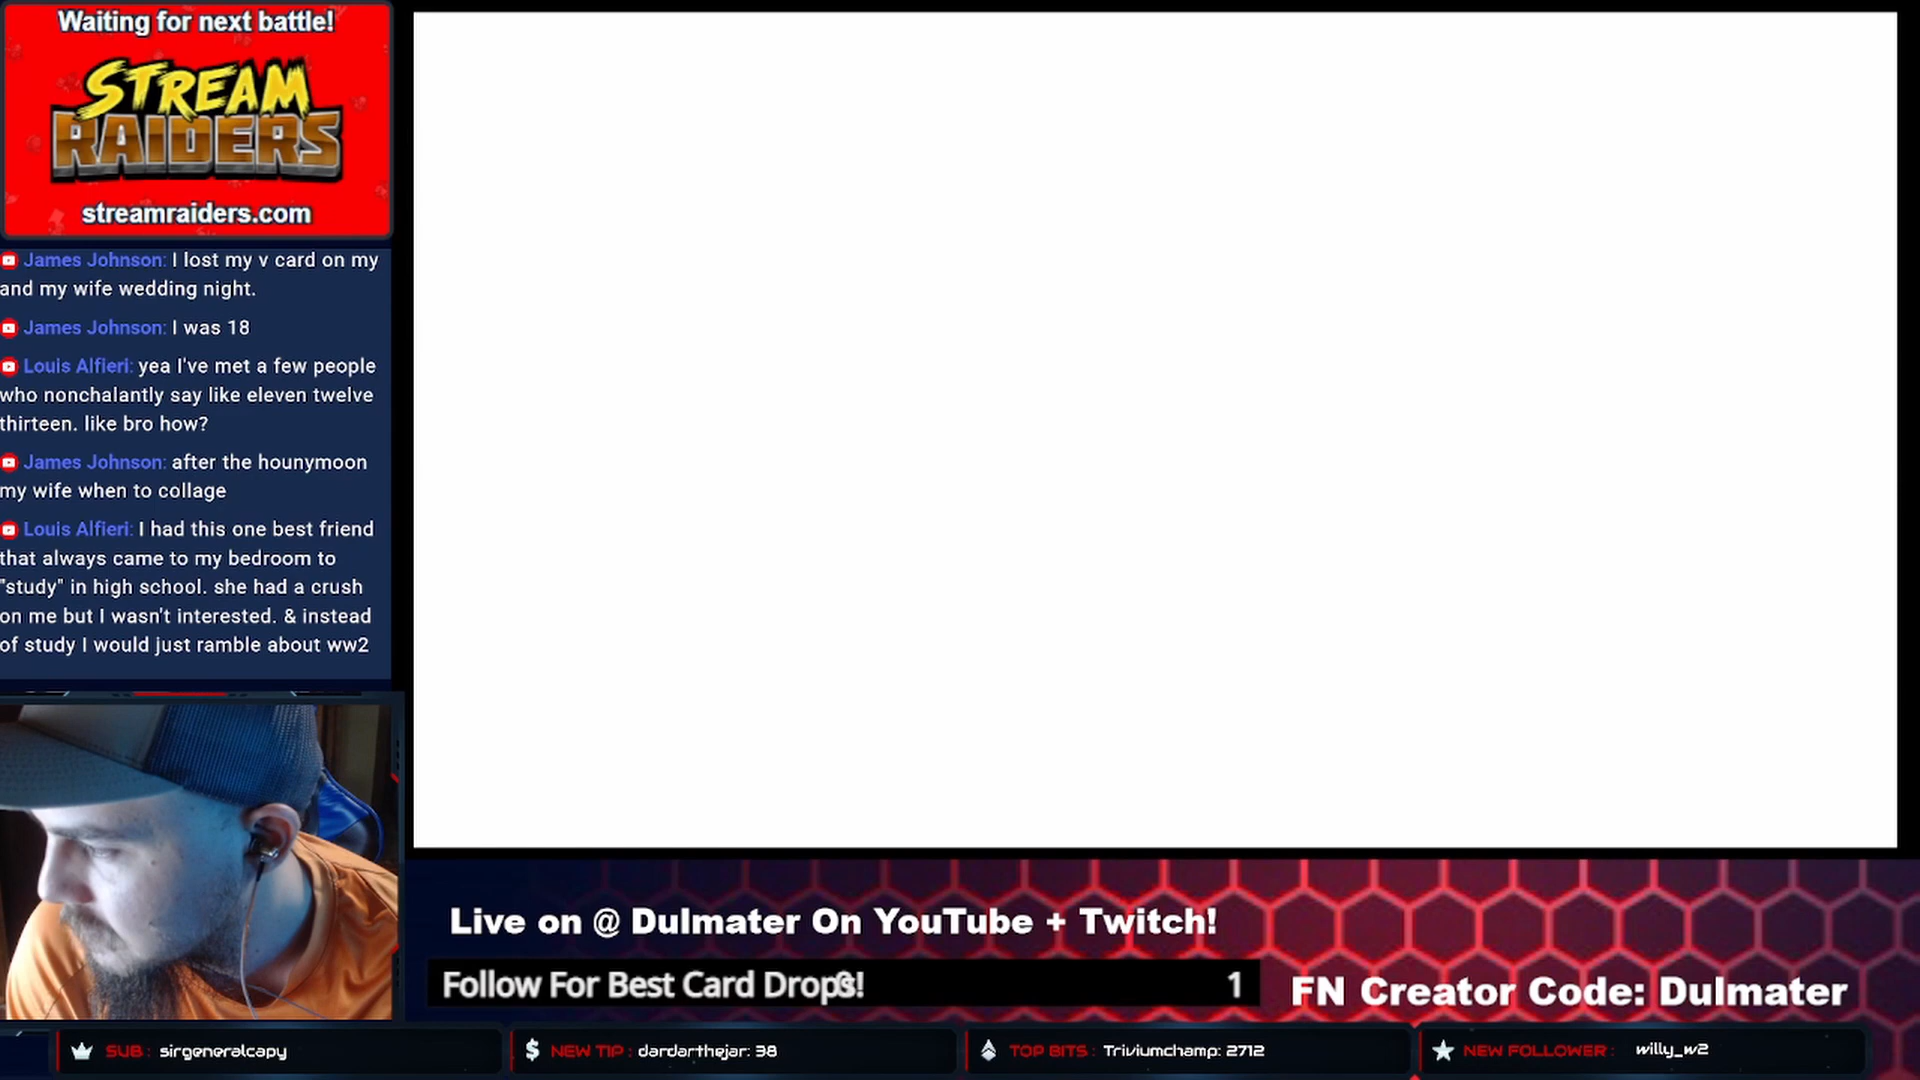 Waiting for next battle!
STREAM
RAIDERS
streamraiders.com
James Johnson: I lost my v card on my
and my wife wedding night.
James Johnson: I was 18
Louis Alfieri: yea I've met a few people
who nonchalantly say like eleven twelve
thirteen. like bro how?
James Johnson: after the hounymoon
my wife when to collage
Louis Alfieri: I had this one best friend
that always came to my bedroom to
"study" in high school. she had a crush
on me but I wasn't interested. & instead
of study I would just ramble about ww2
Live on @ Dulmater On YouTube + Twitch!
Follow For Best Card Drops! 1
FN Creator Code: Dulmater
SUB : sirgeneralcapy
$ NEW TIP : dardarthejar: 38
TOP BITS : Triviumchamp: 2712
NEW FOLLOWER : willy_w2